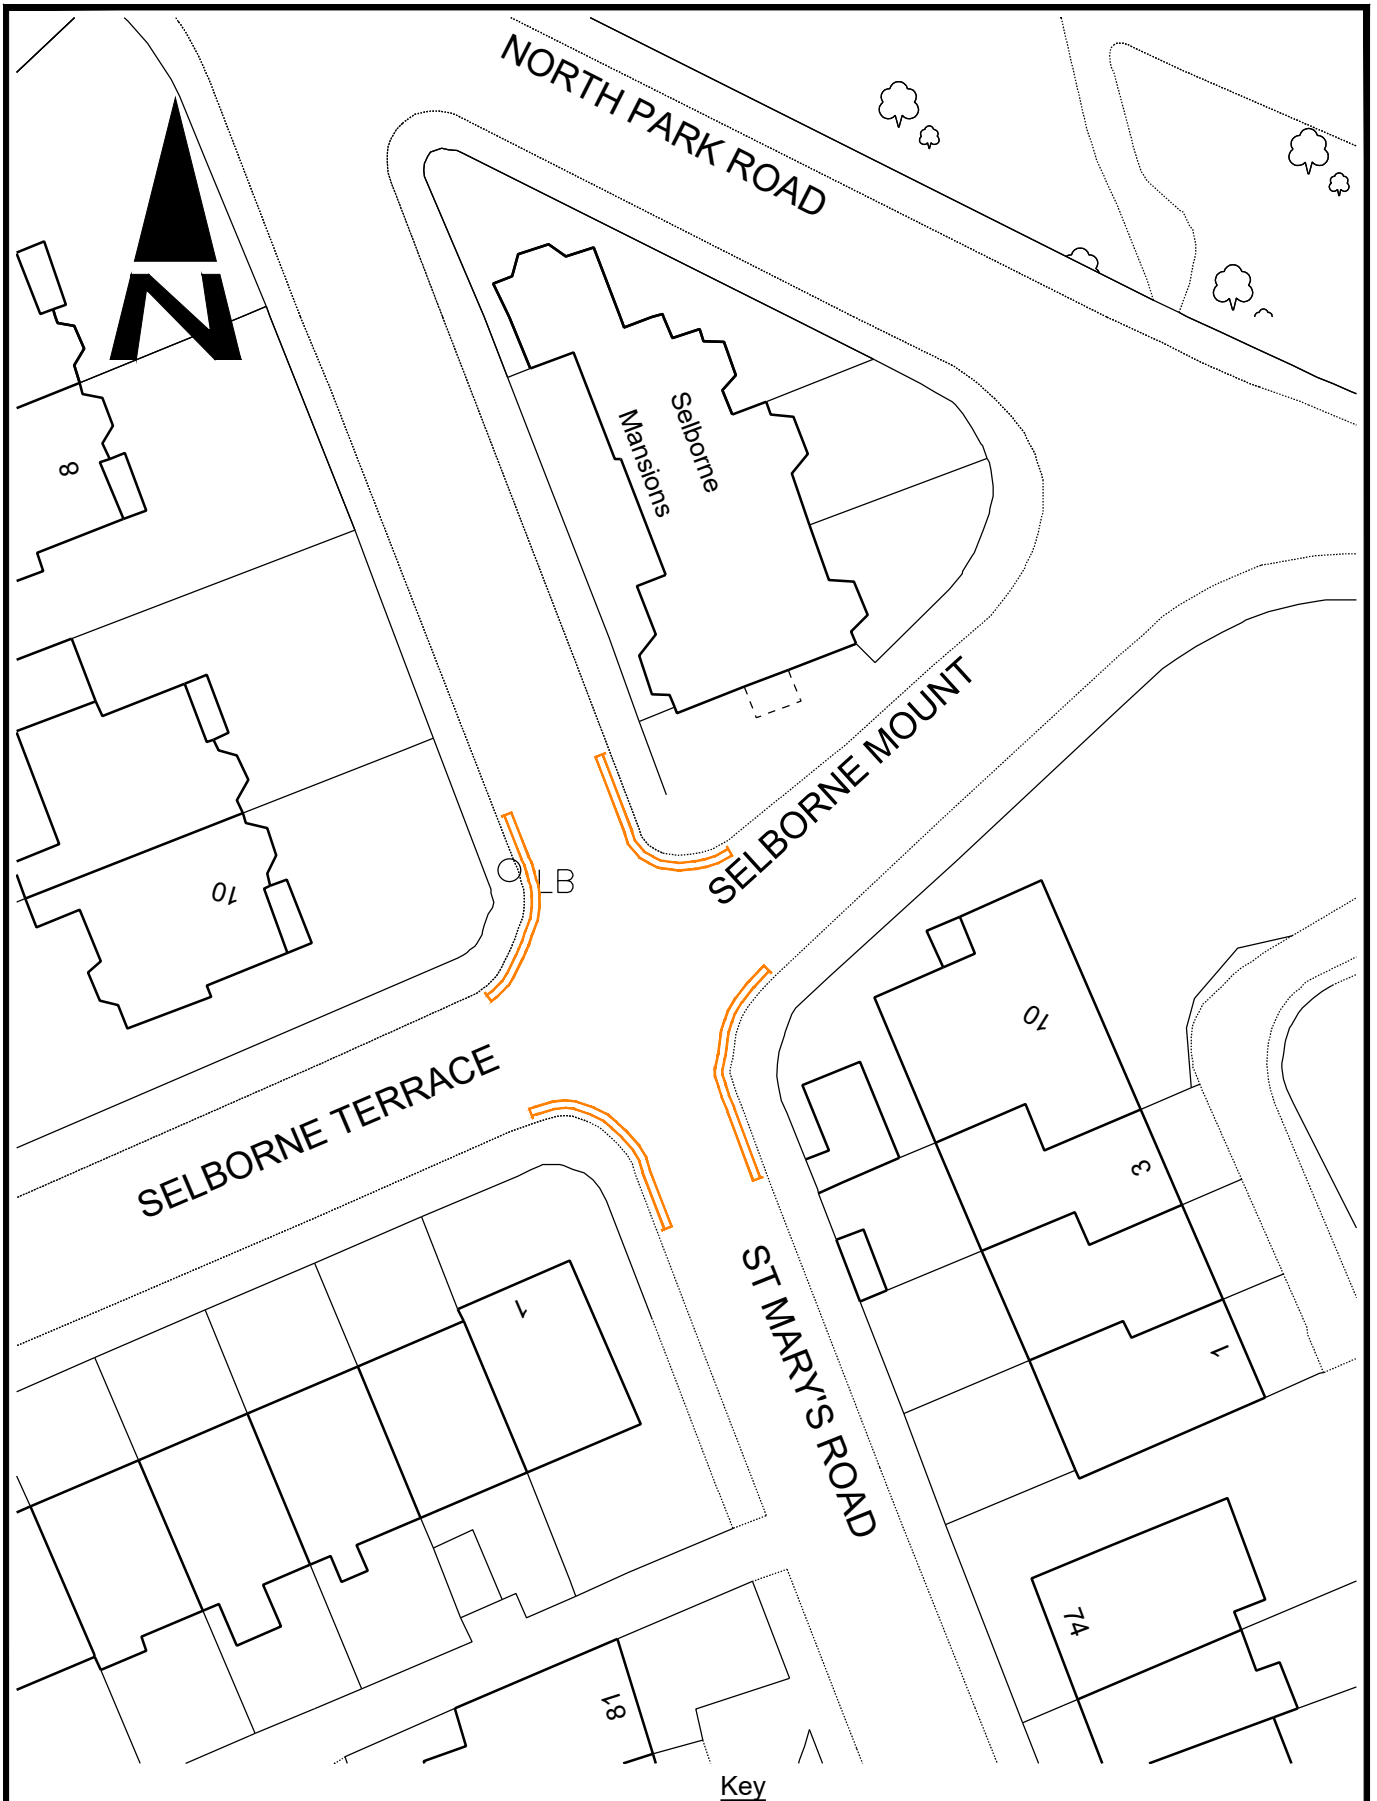 NORTH PARK ROAD
N
Selborne
Mansions
8
SELBORNE MOUNT
LB
10
10
SELBORNE TERRACE
3
ST MARY'S ROAD
1
1
74
81
Key